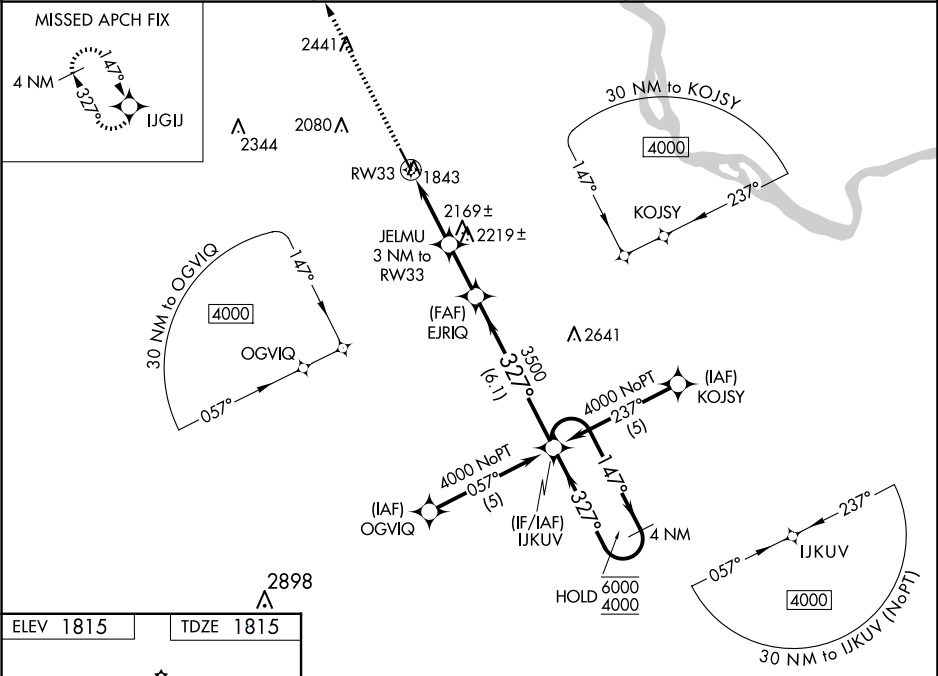 MISSED APCH FIX
4 NM
147°
327°
IJGIJ
2441
2344
2080
RW33
1843
30 NM to KOJSY
4000
147°
237°
KOJSY
2169±
2219±
JELMU
3 NM to
RW33
(FAF)
EJRIQ
30 NM to OGVIQ
4000
147°
OGVIQ
057°
2641
3500
327°
(6.1)
(IAF)
KOJSY
4000 NoPT
237°
(5)
4000 NoPT
057°
(5)
(IAF)
OGVIQ
(IF/IAF)
IJKUV
147°
327°
4 NM
HOLD
6000
4000
237°
057°
IJKUV
4000
30 NM to IJKUV (NoPT)
2898
ELEV 1815
TDZE 1815